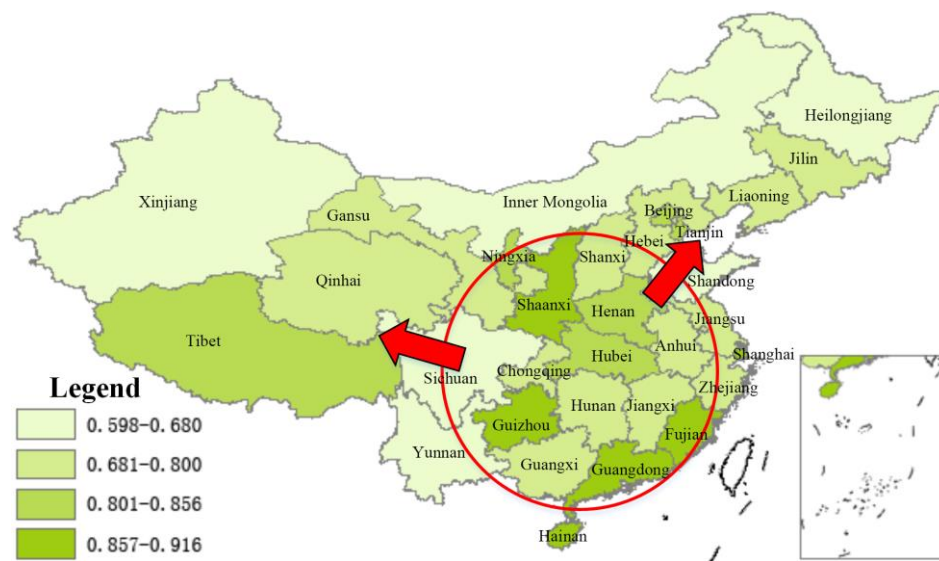 Heilongjiang
Jilin
Liaoning
Xinjiang
Inner Mongolia
Gansu
Beijing
Tianjin
Hebei
Ningxia
Shanxi
Qinhai
Shandong
Shaanxi
Henan
Jiangsu
Tibet
Anhui
Hubei
Shanghai
Chongqing
Sichuan
Zhejiang
Hunan
Jiangxi
Guizhou
Fujian
Yunnan
Guangxi
Guangdong
Hainan
Legend
0.598-0.680
0.681-0.800
0.801-0.856
0.857-0.916